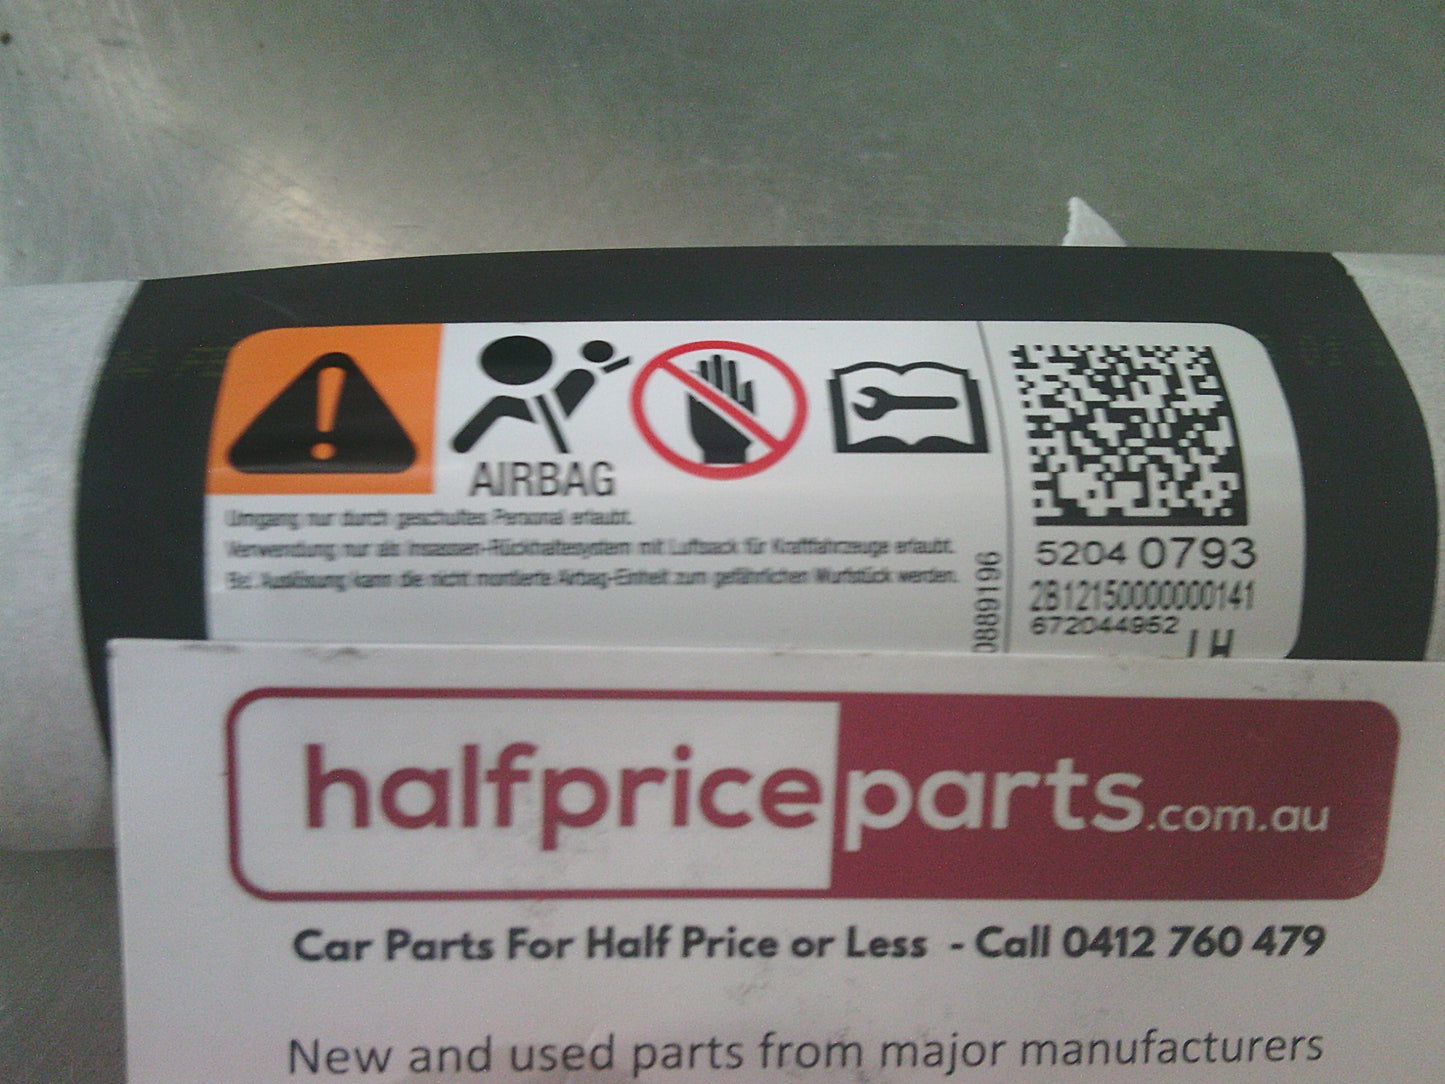 AIRBAG
Umgang nur durch geschultes Personal erlaubt.
Verwendung nur als Insassen-Rückhaltesystem mit Luftsack für Kraftfahrzeuge erlaubt.
Bei Auslösung kann die nicht montierte Airbag-Einheit zum gefährlichen Wurfstück werden.
5204 0793
2B12150000000141
672044952
LH
halfpriceparts.com.au
Car Parts For Half Price or Less - Call 0412 760 479
New and used parts from major manufacturers